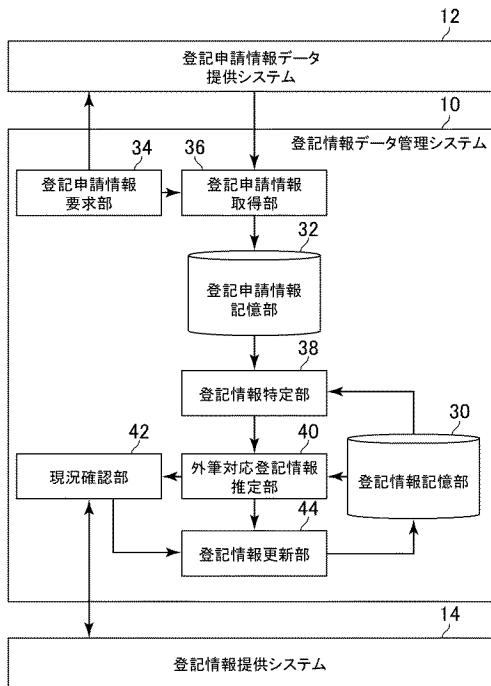 12
登記申請情報データ
提供システム
10
登記情報データ管理システム
34
登記申請情報
要求部
36
登記申請情報
取得部
32
登記申請情報
記憶部
38
登記情報特定部
30
登記情報記憶部
42
現況確認部
40
外筆対応登記情報
推定部
44
登記情報更新部
14
登記情報提供システム